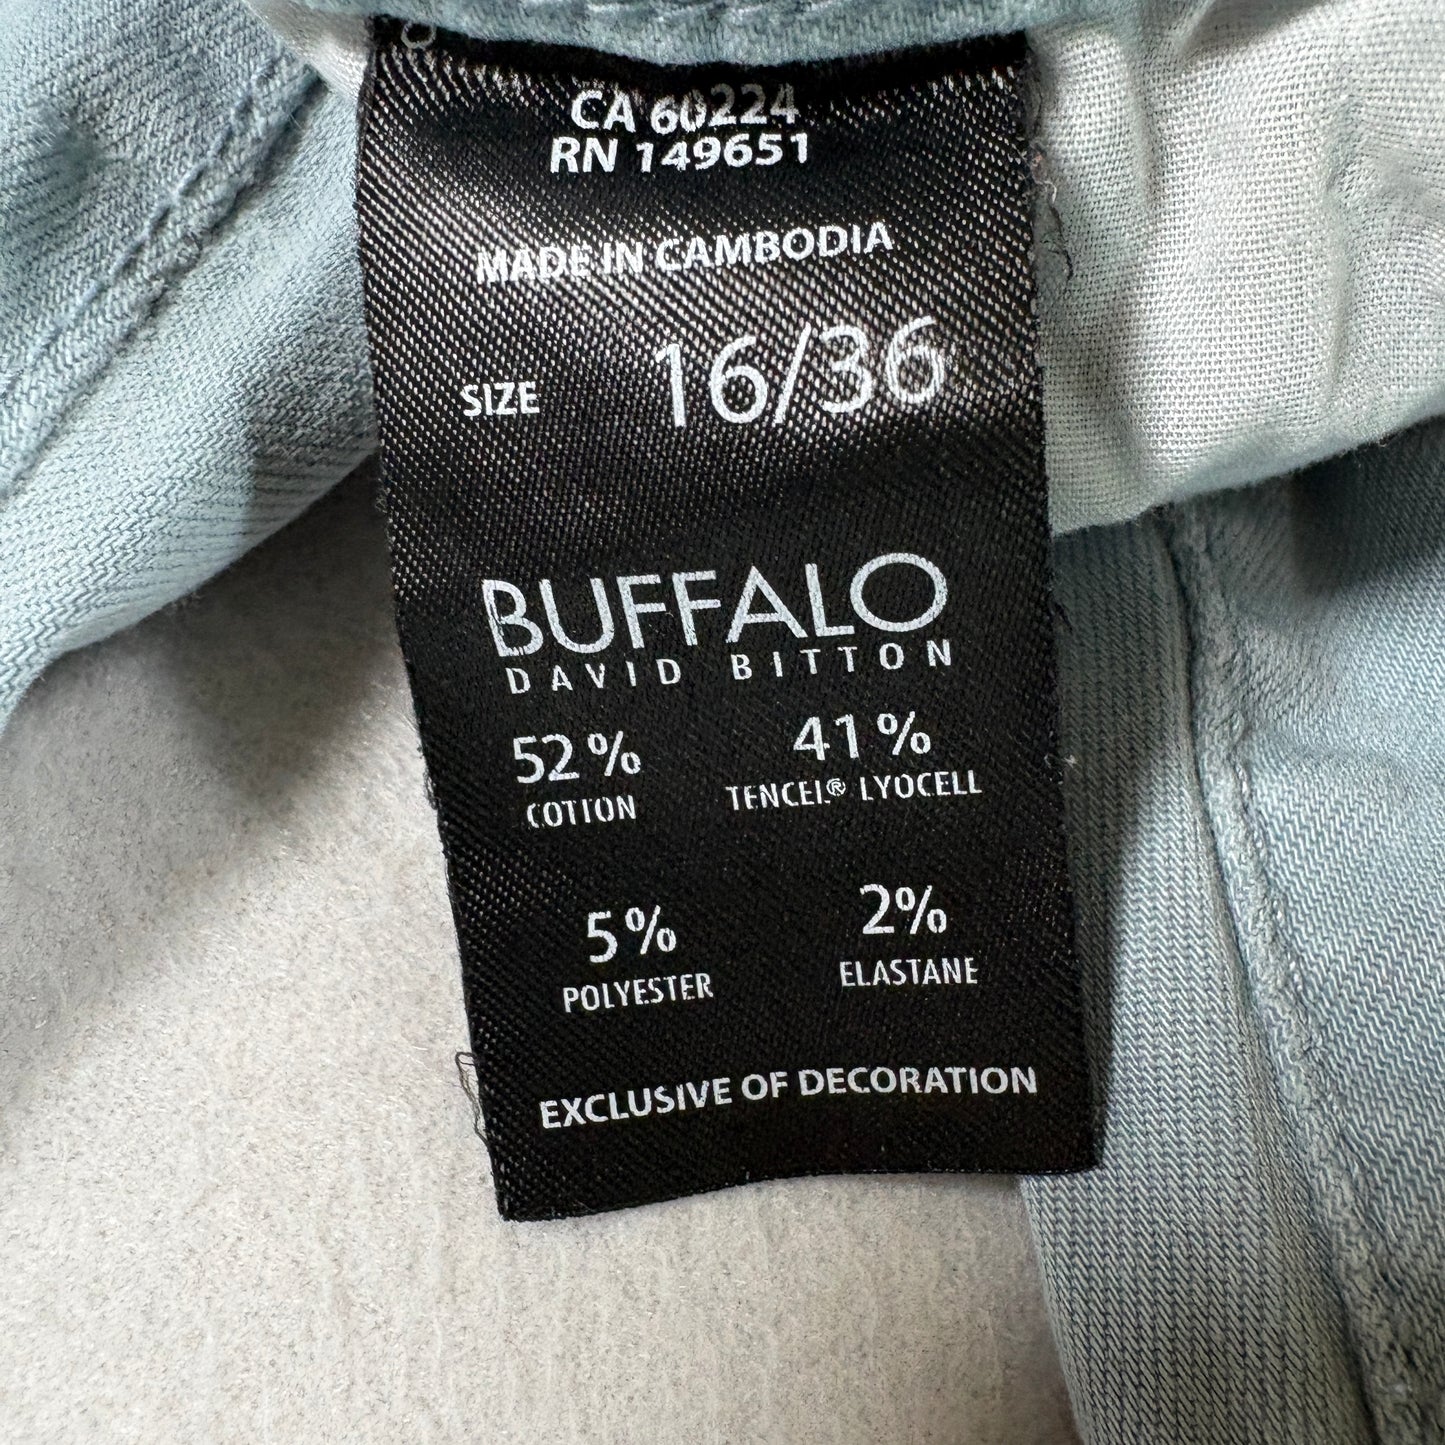 CA 60224
RN 149651
MADE IN CAMBODIA
SIZE 16/36
BUFFALO
DAVID BITTON
52% 41%
COTTON TENCEL® LYOCELL
5% 2%
POLYESTER ELASTANE
EXCLUSIVE OF DECORATION